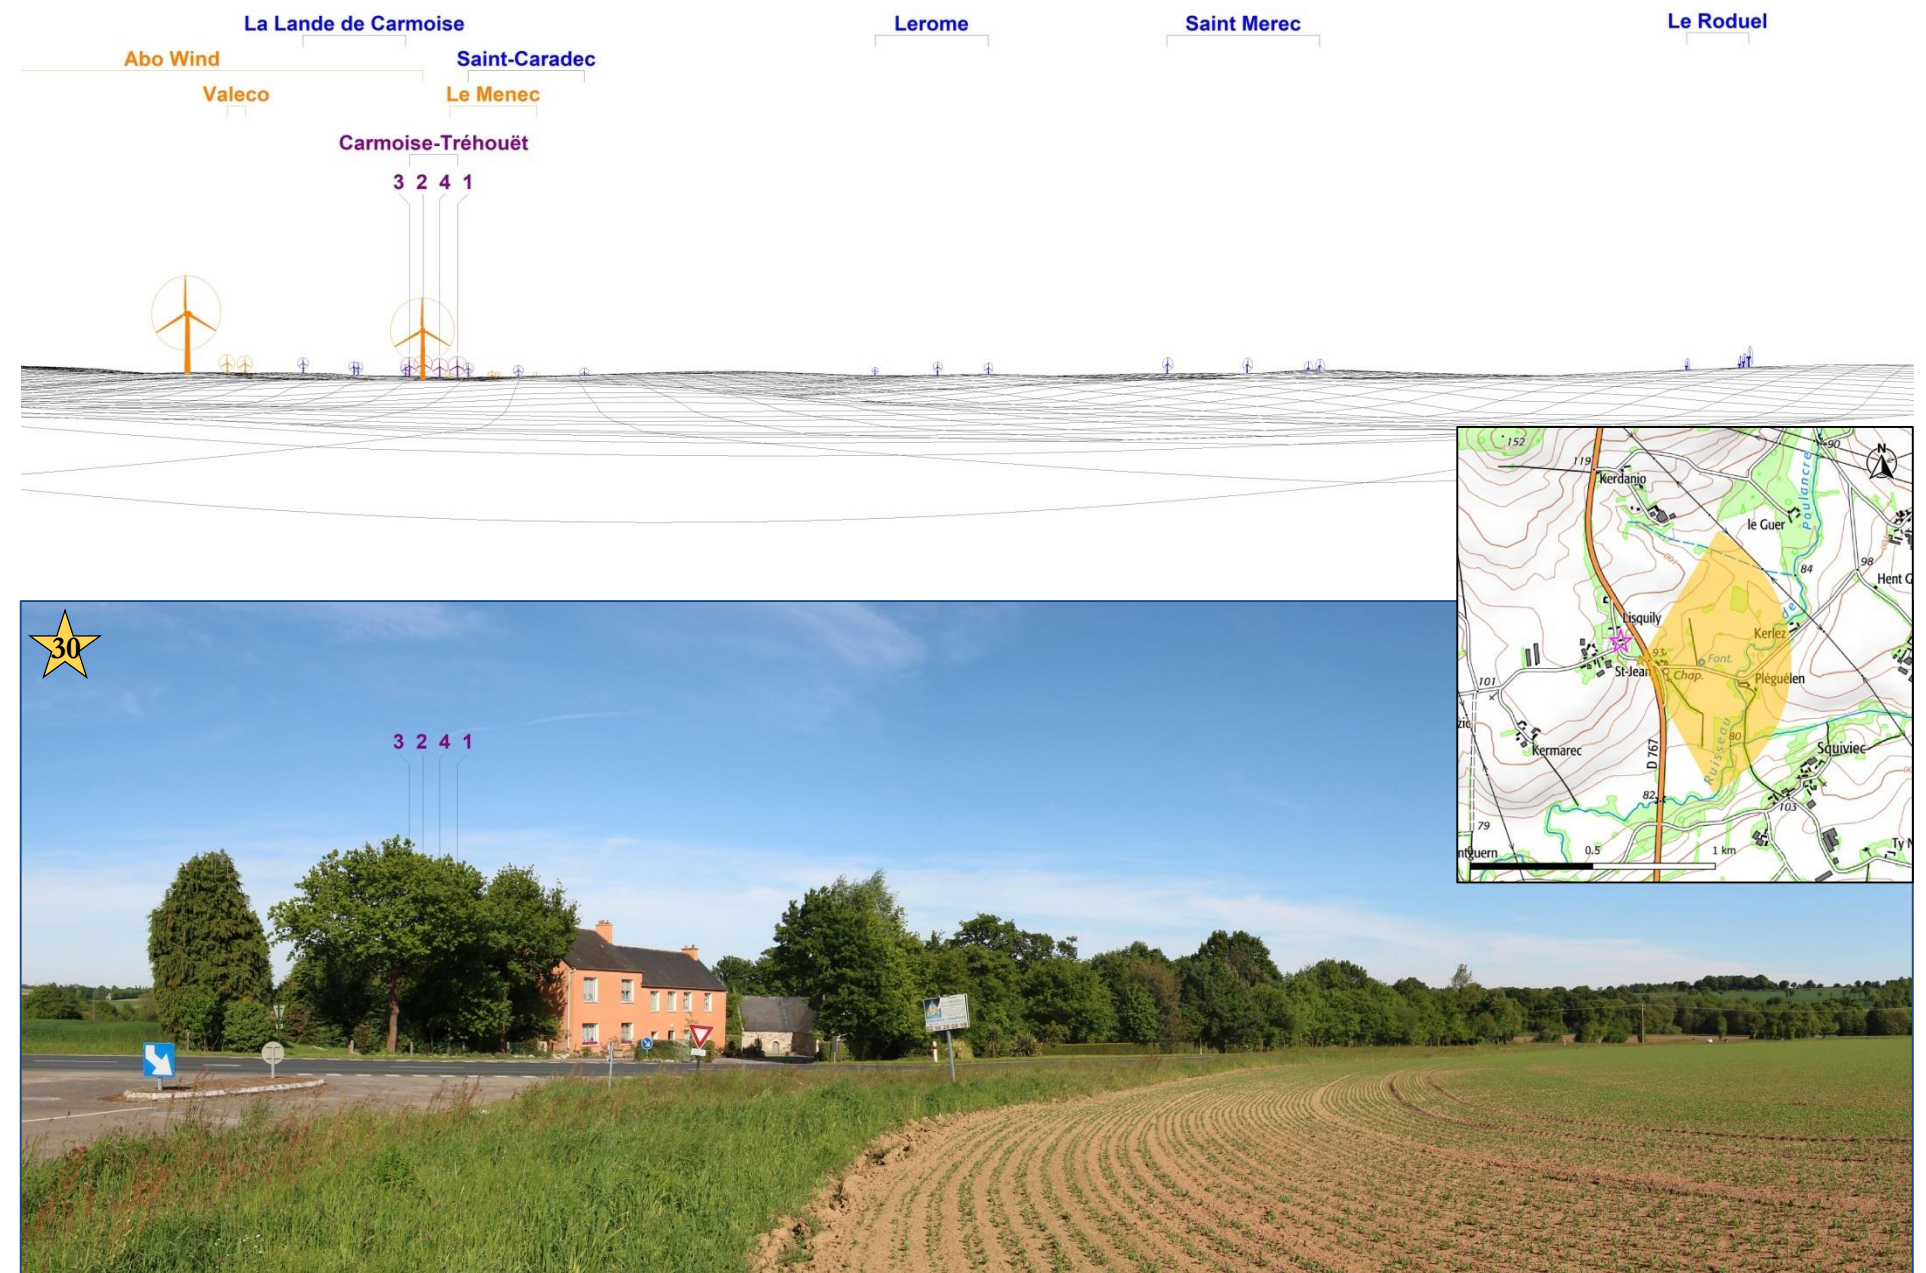 La Lande de Carmoise
Lerome
Saint Merec
Le Roduel
Abo Wind
Saint-Caradec
Valeco
Le Menec
Carmoise-Tréhouët
3 2 4 1
30
3 2 4 1
152
119
Kerdanio
le Guer
Poulancre
90
N
100
84
98
Hent G
Lisquily
de
Kerlez
93
Font.
St-Jean
Chap.
Pléguélen
101
Kermarec
D 767
Ruisseau
80
Squiviec
82
103
79
0.5
1 km
Ty N